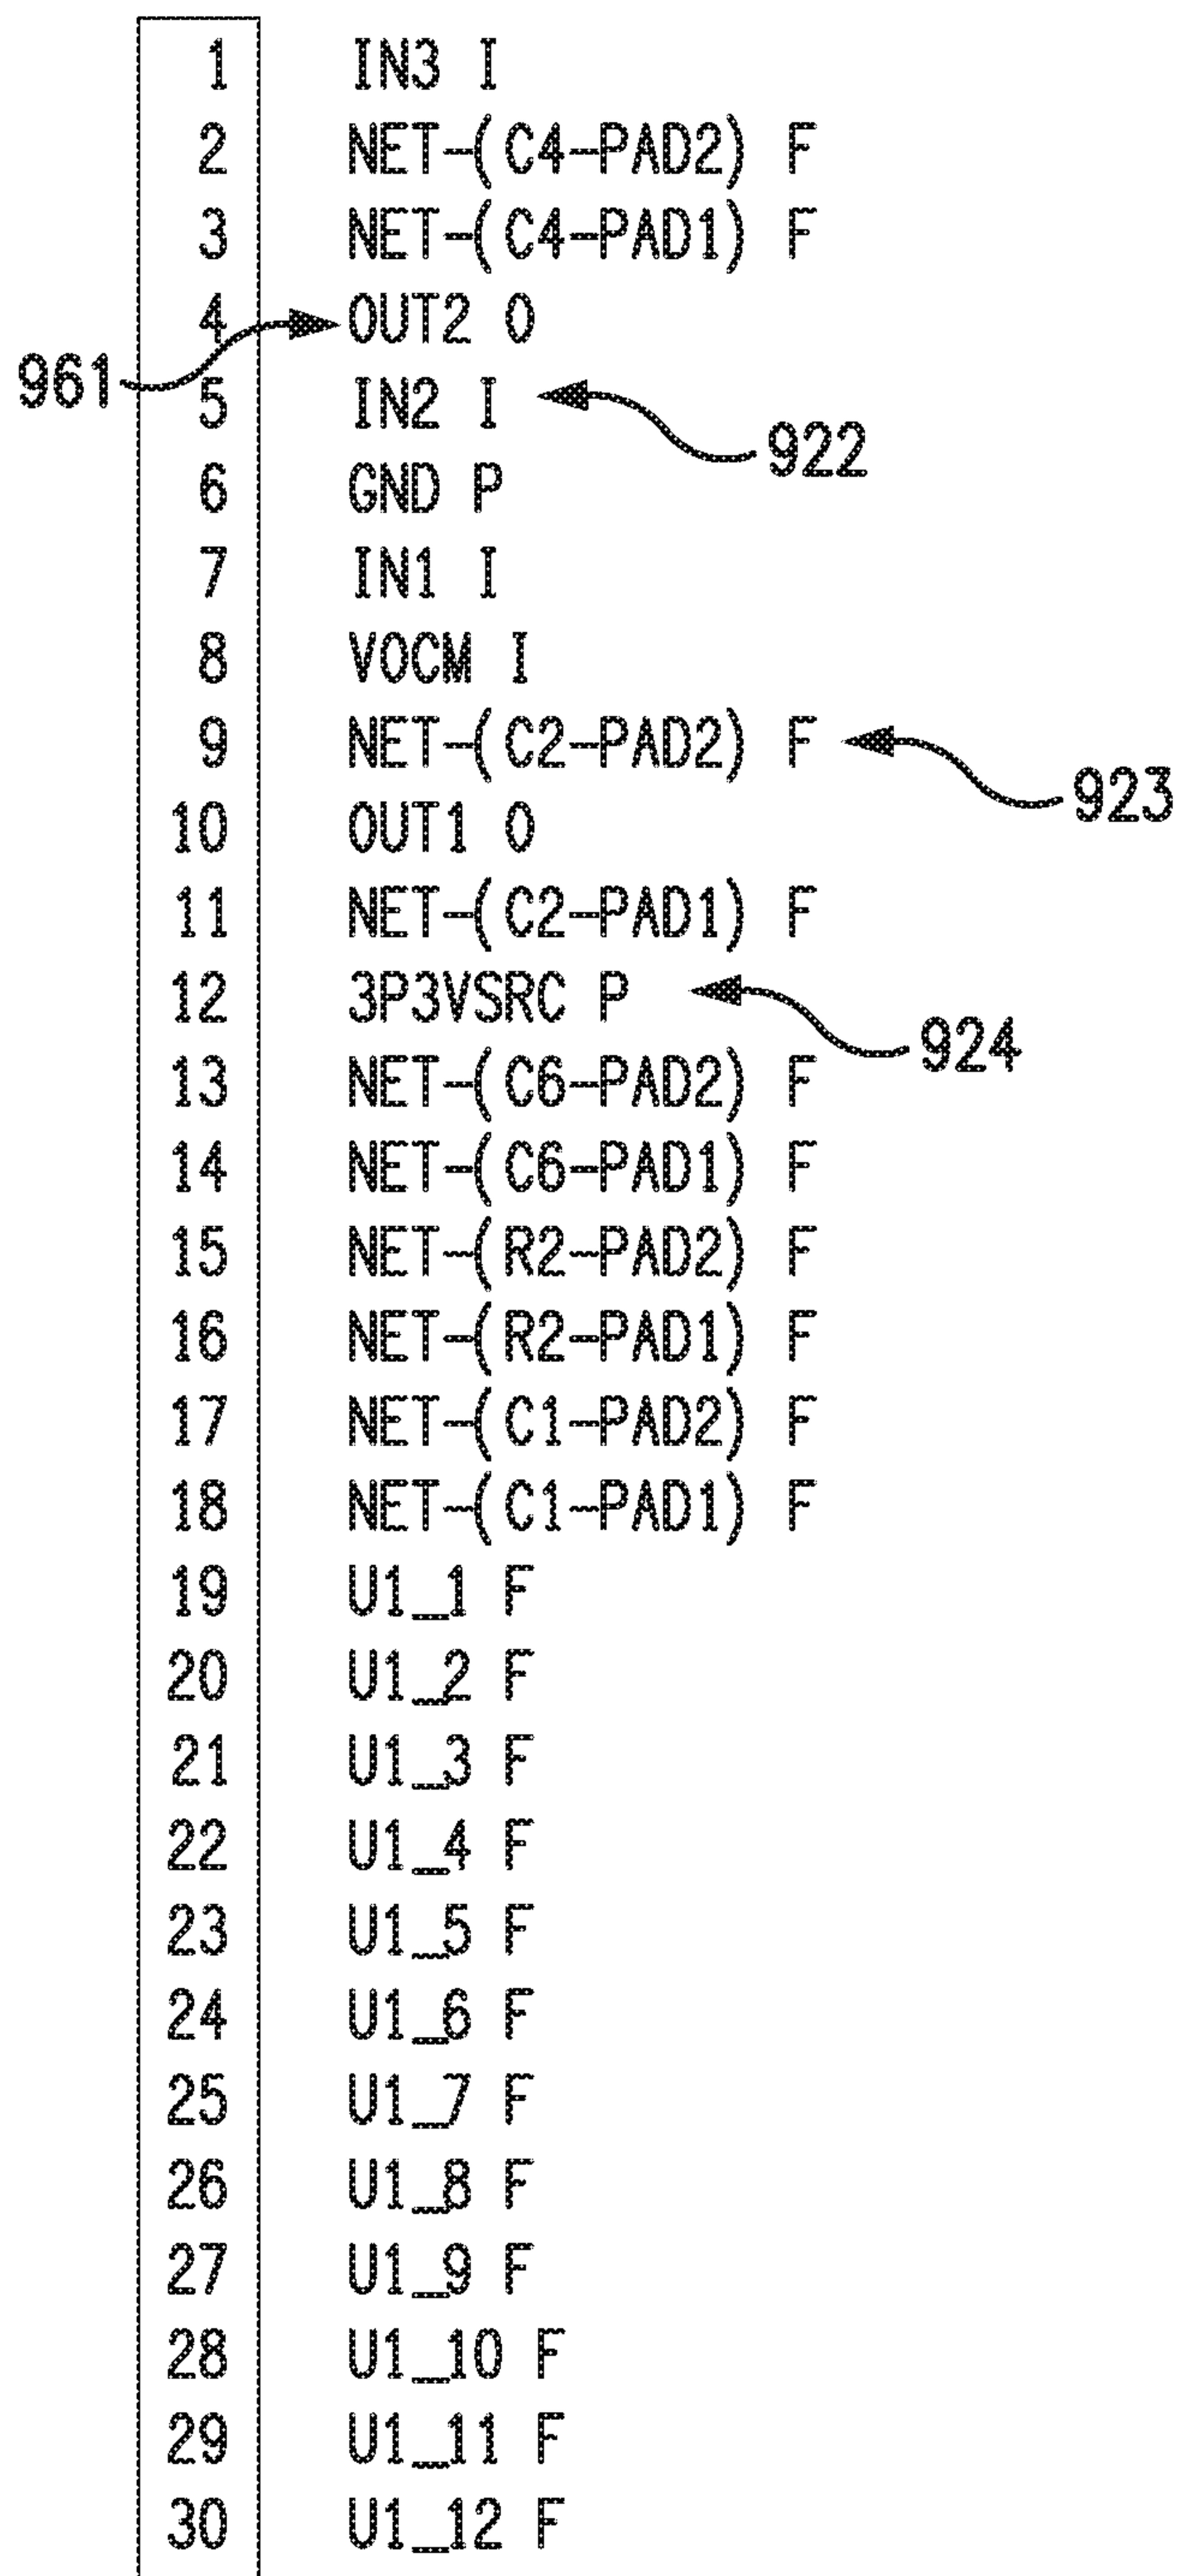 1 IN3 I
2 NET-(C4-PAD2) F
3 NET-(C4-PAD1) F
4 OUT2 O
961
5 IN2 I
922
6 GND P
7 IN1 I
8 VOCM I
9 NET-(C2-PAD2) F
923
10 OUT1 O
11 NET-(C2-PAD1) F
12 3P3VSRC P
924
13 NET-(C6-PAD2) F
14 NET-(C6-PAD1) F
15 NET-(R2-PAD2) F
16 NET-(R2-PAD1) F
17 NET-(C1-PAD2) F
18 NET-(C1-PAD1) F
19 U1_1 F
20 U1_2 F
21 U1_3 F
22 U1_4 F
23 U1_5 F
24 U1_6 F
25 U1_7 F
26 U1_8 F
27 U1_9 F
28 U1_10 F
29 U1_11 F
30 U1_12 F